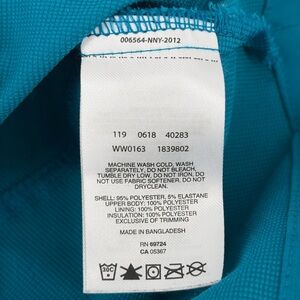 006564-NNY-2012
119 0618 40283
WW0163 1839802
MACHINE WASH COLD, WASH
SEPARATELY, DO NOT BLEACH,
TUMBLE DRY LOW, DO NOT IRON, DO
NOT USE FABRIC SOFTENER, DO NOT
DRYCLEAN.
SHELL: 95% POLYESTER, 5% ELASTANE
UPPER BODY: 100% POLYESTER
LINING: 100% POLYESTER
INSULATION: 100% POLYESTER
EXCLUSIVE OF TRIMMING
MADE IN BANGLADESH
RN 69724
CA 05367
30C